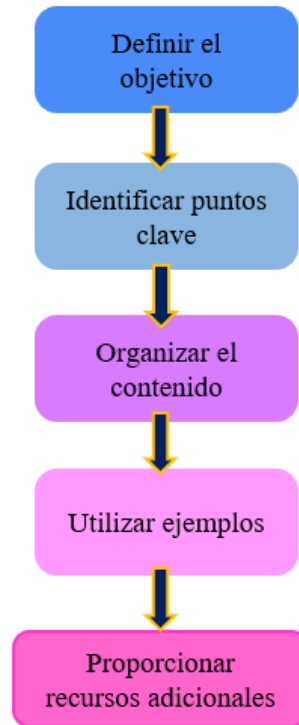 Definir el
objetivo
Identificar puntos
clave
Organizar el
contenido
Utilizar ejemplos
Proporcionar
recursos adicionales